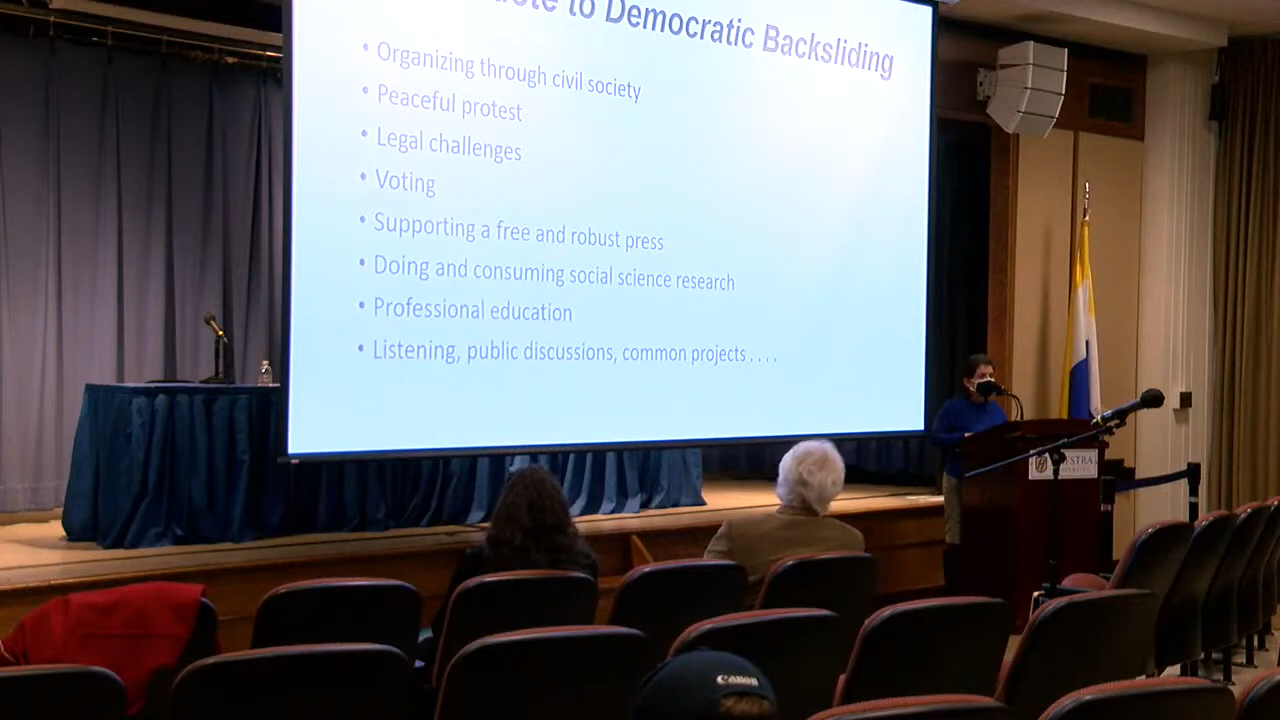 to Democratic Backsliding
• Organizing through civil society
• Peaceful protest
• Legal challenges
• Voting
• Supporting a free and robust press
• Doing and consuming social science research
• Professional education
• Listening, public discussions, common projects . . . .
Canon